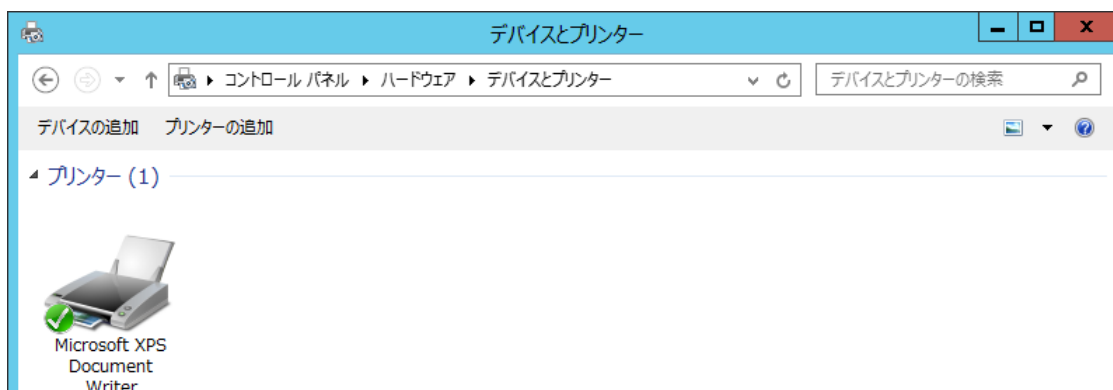 デバイスとプリンター
コントロール パネル ハードウェア デバイスとプリンター
デバイスとプリンターの検索
デバイスの追加 プリンターの追加
プリンター (1)
Microsoft XPS
Document
Writer